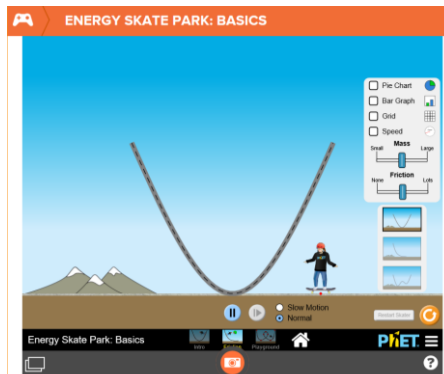 ENERGY SKATE PARK: BASICS
Pie Chart
Bar Graph
Grid
Speed
Mass
Small Large
Friction
None Lots
Slow Motion
Normal
Restart Skater
Energy Skate Park: Basics
Intro Friction Playground
PhET
?